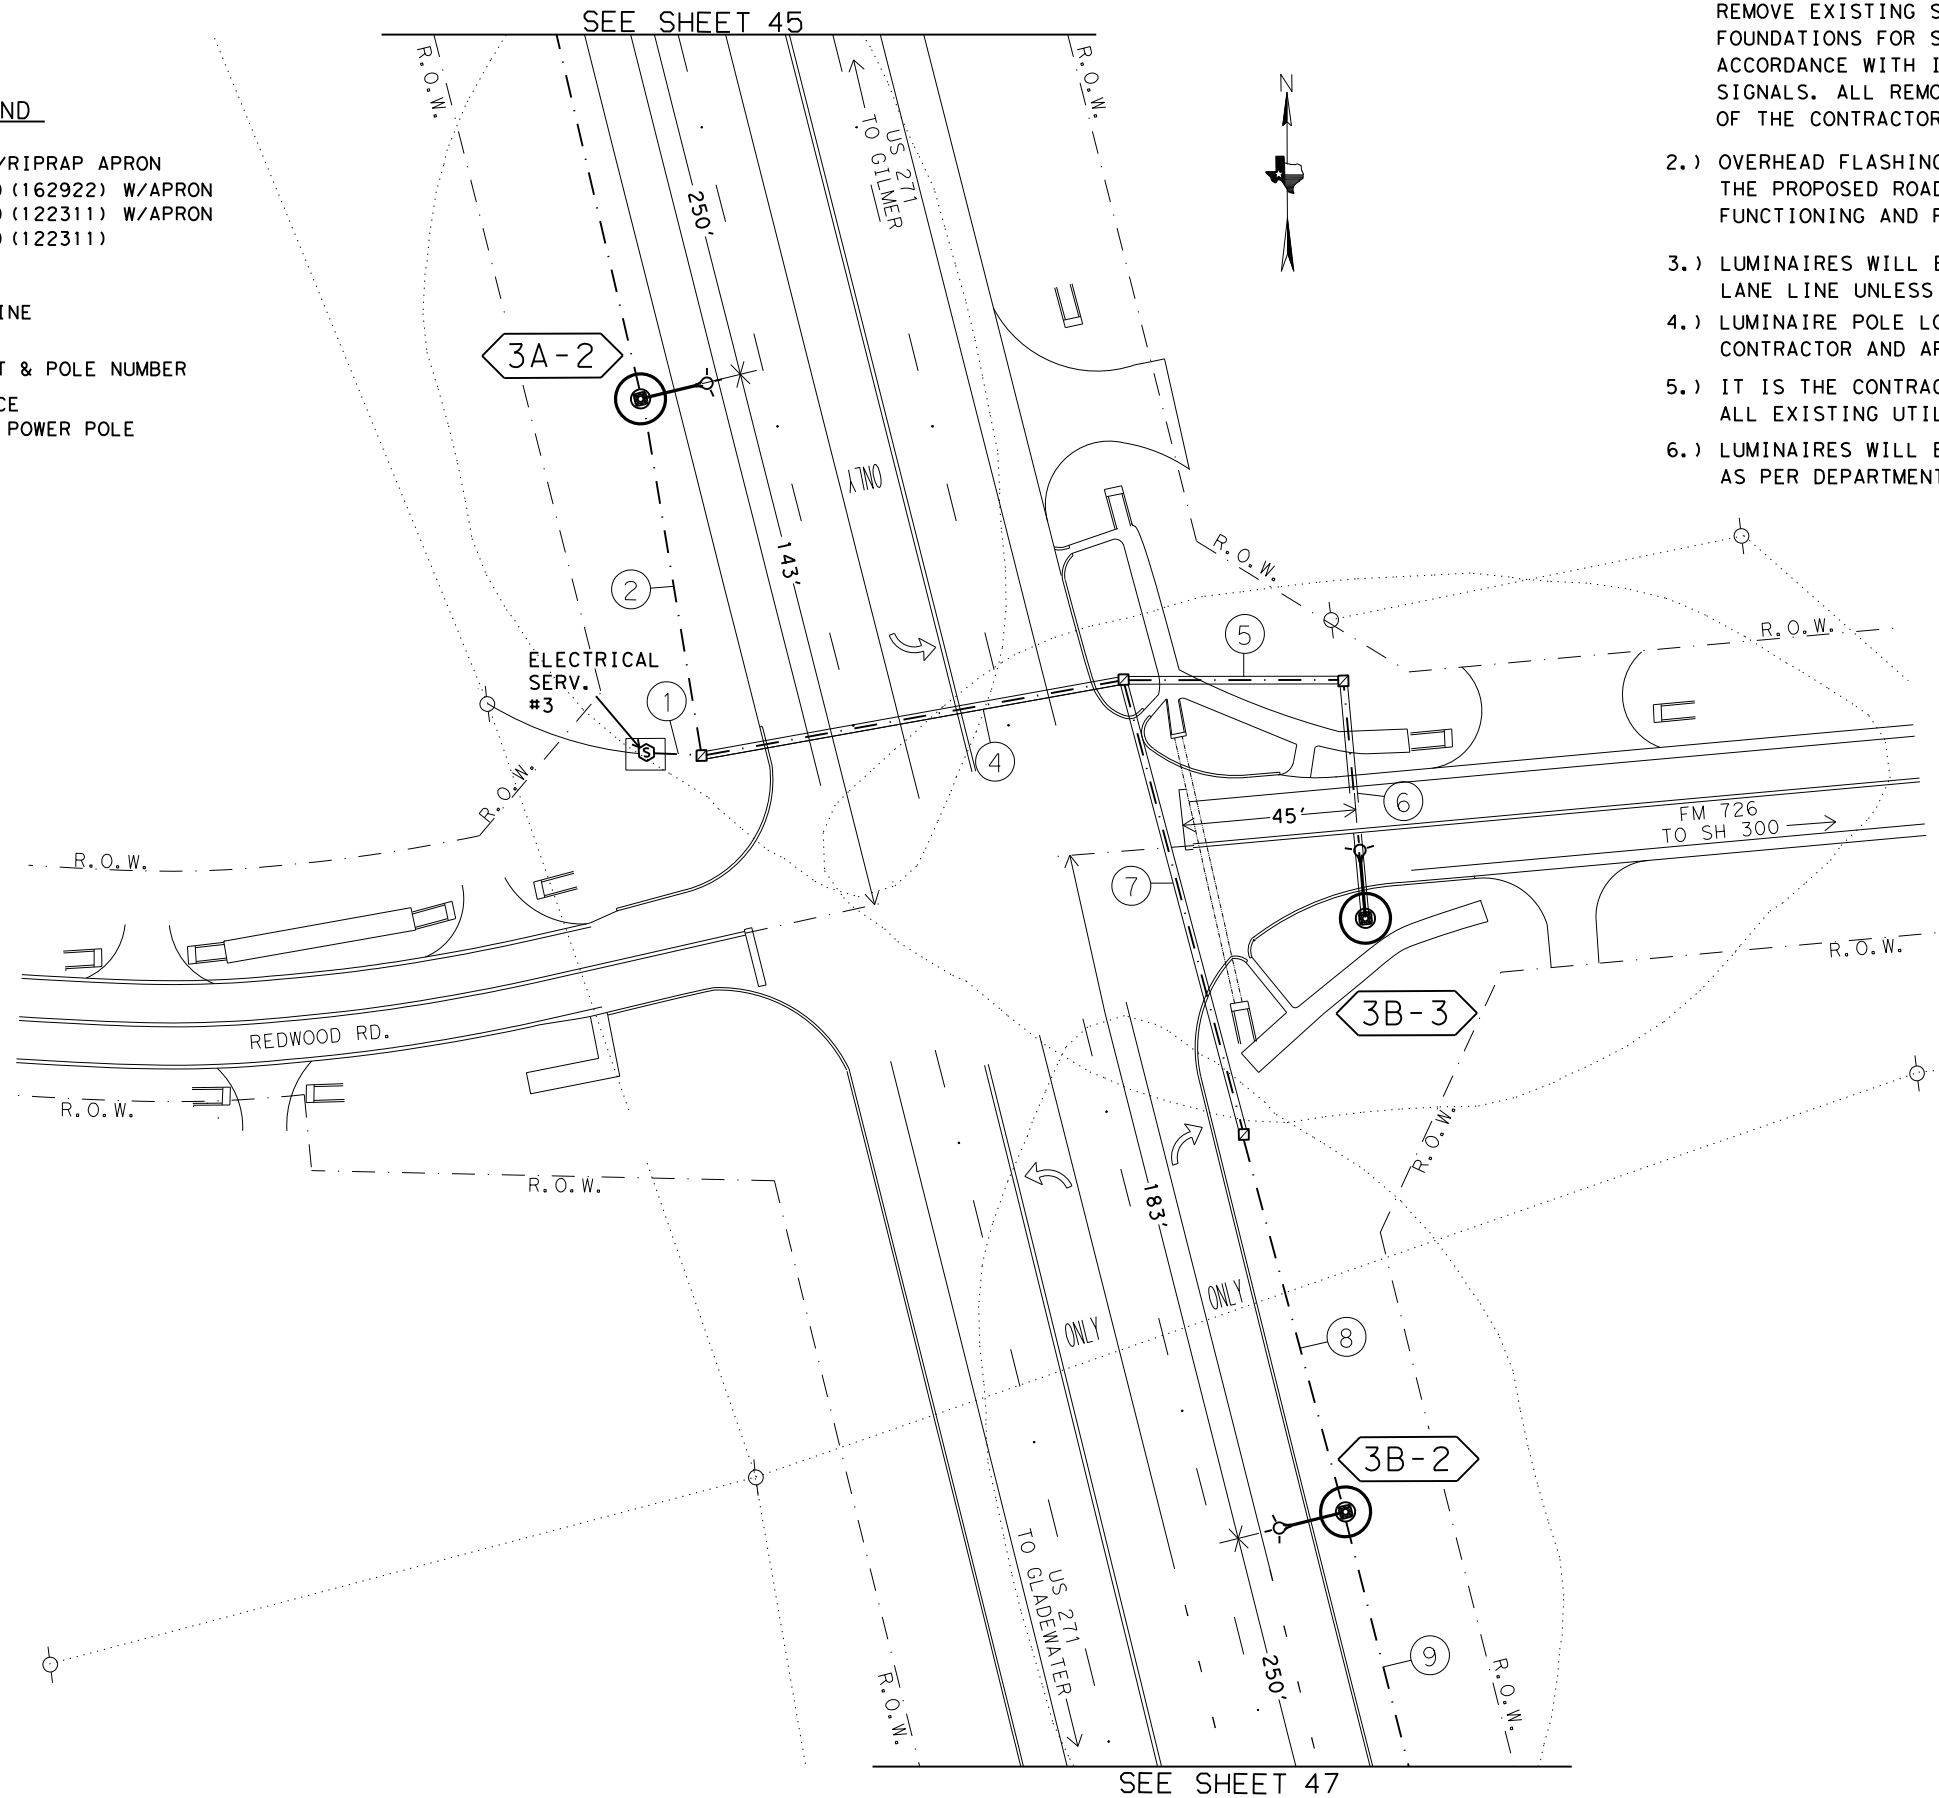 SEE SHEET 45
ND
/RIPRAP APRON
(162922) W/APRON
(122311) W/APRON
(122311)
INE
T & POLE NUMBER
CE
POWER POLE
REMOVE EXISTING S
FOUNDATIONS FOR S
ACCORDANCE WITH I
SIGNALS. ALL REMO
OF THE CONTRACTOR
2.) OVERHEAD FLASHING
THE PROPOSED ROAD
FUNCTIONING AND
3.) LUMINAIRES WILL
LANE LINE UNLESS
4.) LUMINAIRE POLE LO
CONTRACTOR AND
5.) IT IS THE CONTRAC
ALL EXISTING UTIL
6.) LUMINAIRES WILL
AS PER DEPARTMENT
R.O.W.
R.O.W.
N
US 271
TO GILMER
250'
3A-2
ONLY
143'
2
R.O.W.
5
R.O.W.
ELECTRICAL
SERV.
#3
1
S
4
R.O.W.
45'
6
FM 726
TO SH 300
R.O.W.
7
R.O.W.
3B-3
REDWOOD RD.
R.O.W.
R.O.W.
R.O.W.
183'
ONLY
ONLY
8
3B-2
US 271
TO GLADEWATER
250'
9
R.O.W.
R.O.W.
SEE SHEET 47